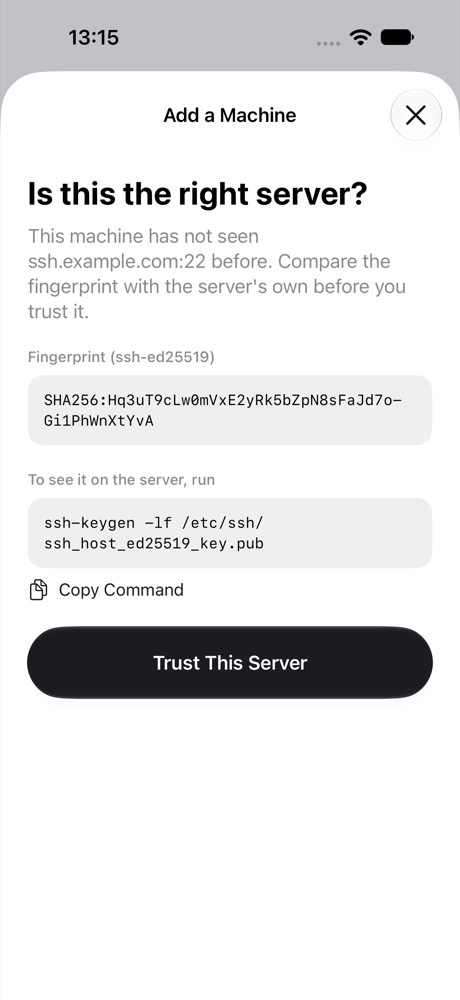 13:15
Add a Machine
Is this the right server?
This machine has not seen
ssh.example.com:22 before. Compare the
fingerprint with the server's own before you
trust it.
Fingerprint (ssh-ed25519)
SHA256:Hq3uT9cLw0mVxE2yRk5bZpN8sFaJd7o-
Gi1PhWnXtYvA
To see it on the server, run
ssh-keygen -lf /etc/ssh/
ssh_host_ed25519_key.pub
Copy Command
Trust This Server